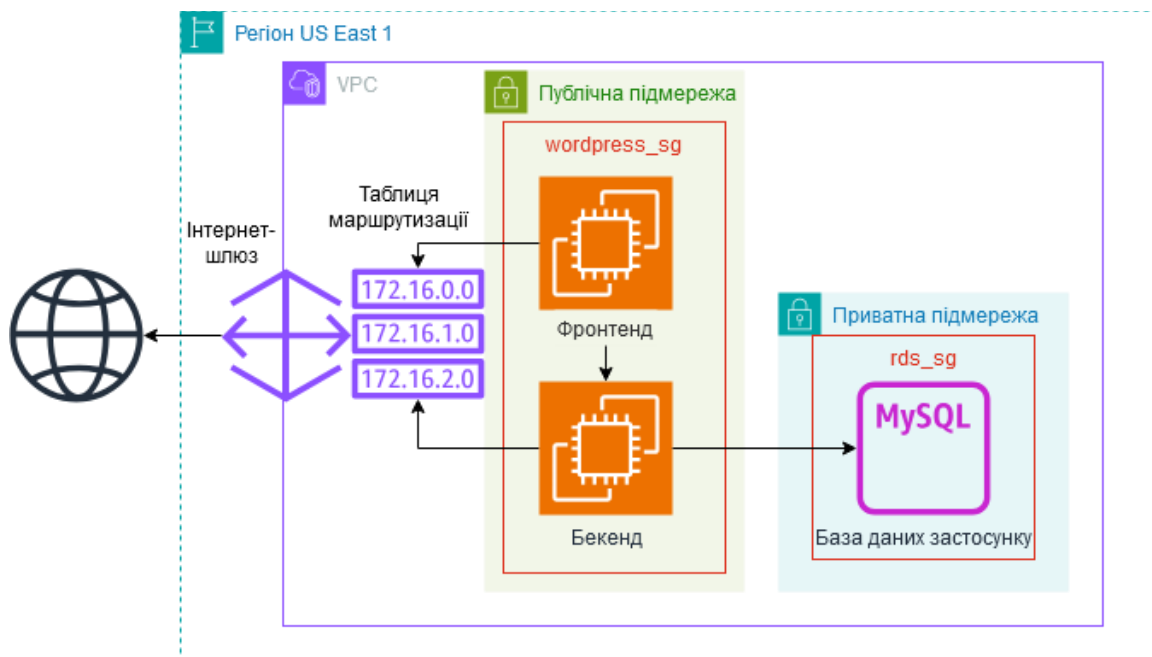 Регіон US East 1
VPC
Публічна підмережа
wordpress_sg
Таблиця
маршрутизації
Інтернет-
шлюз
172.16.0.0
172.16.1.0
172.16.2.0
Фронтенд
Бекенд
Приватна підмережа
rds_sg
MySQL
База даних застосунку